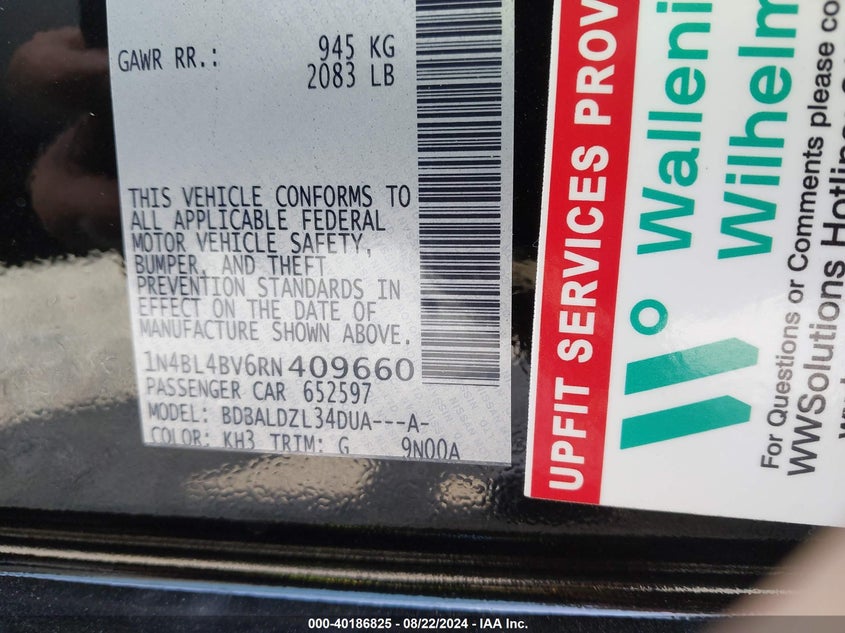 GAWR RR.: 945 KG
2083 LB
THIS VEHICLE CONFORMS TO
ALL APPLICABLE FEDERAL
MOTOR VEHICLE SAFETY,
BUMPER, AND THEFT
PREVENTION STANDARDS IN
EFFECT ON THE DATE OF
MANUFACTURE SHOWN ABOVE.
1N4BL4BV6RN409660
PASSENGER CAR 652597
MODEL: BDBALDZL34DUA---A-
COLOR: KH3 TRIM: G 9N00A
UPFIT SERVICES PROV
Walleni
Wilhelm
For Questions or Comments please co
WWSolutions Hotline:
000-40186825 / 08/22/2024 - IAA Inc.